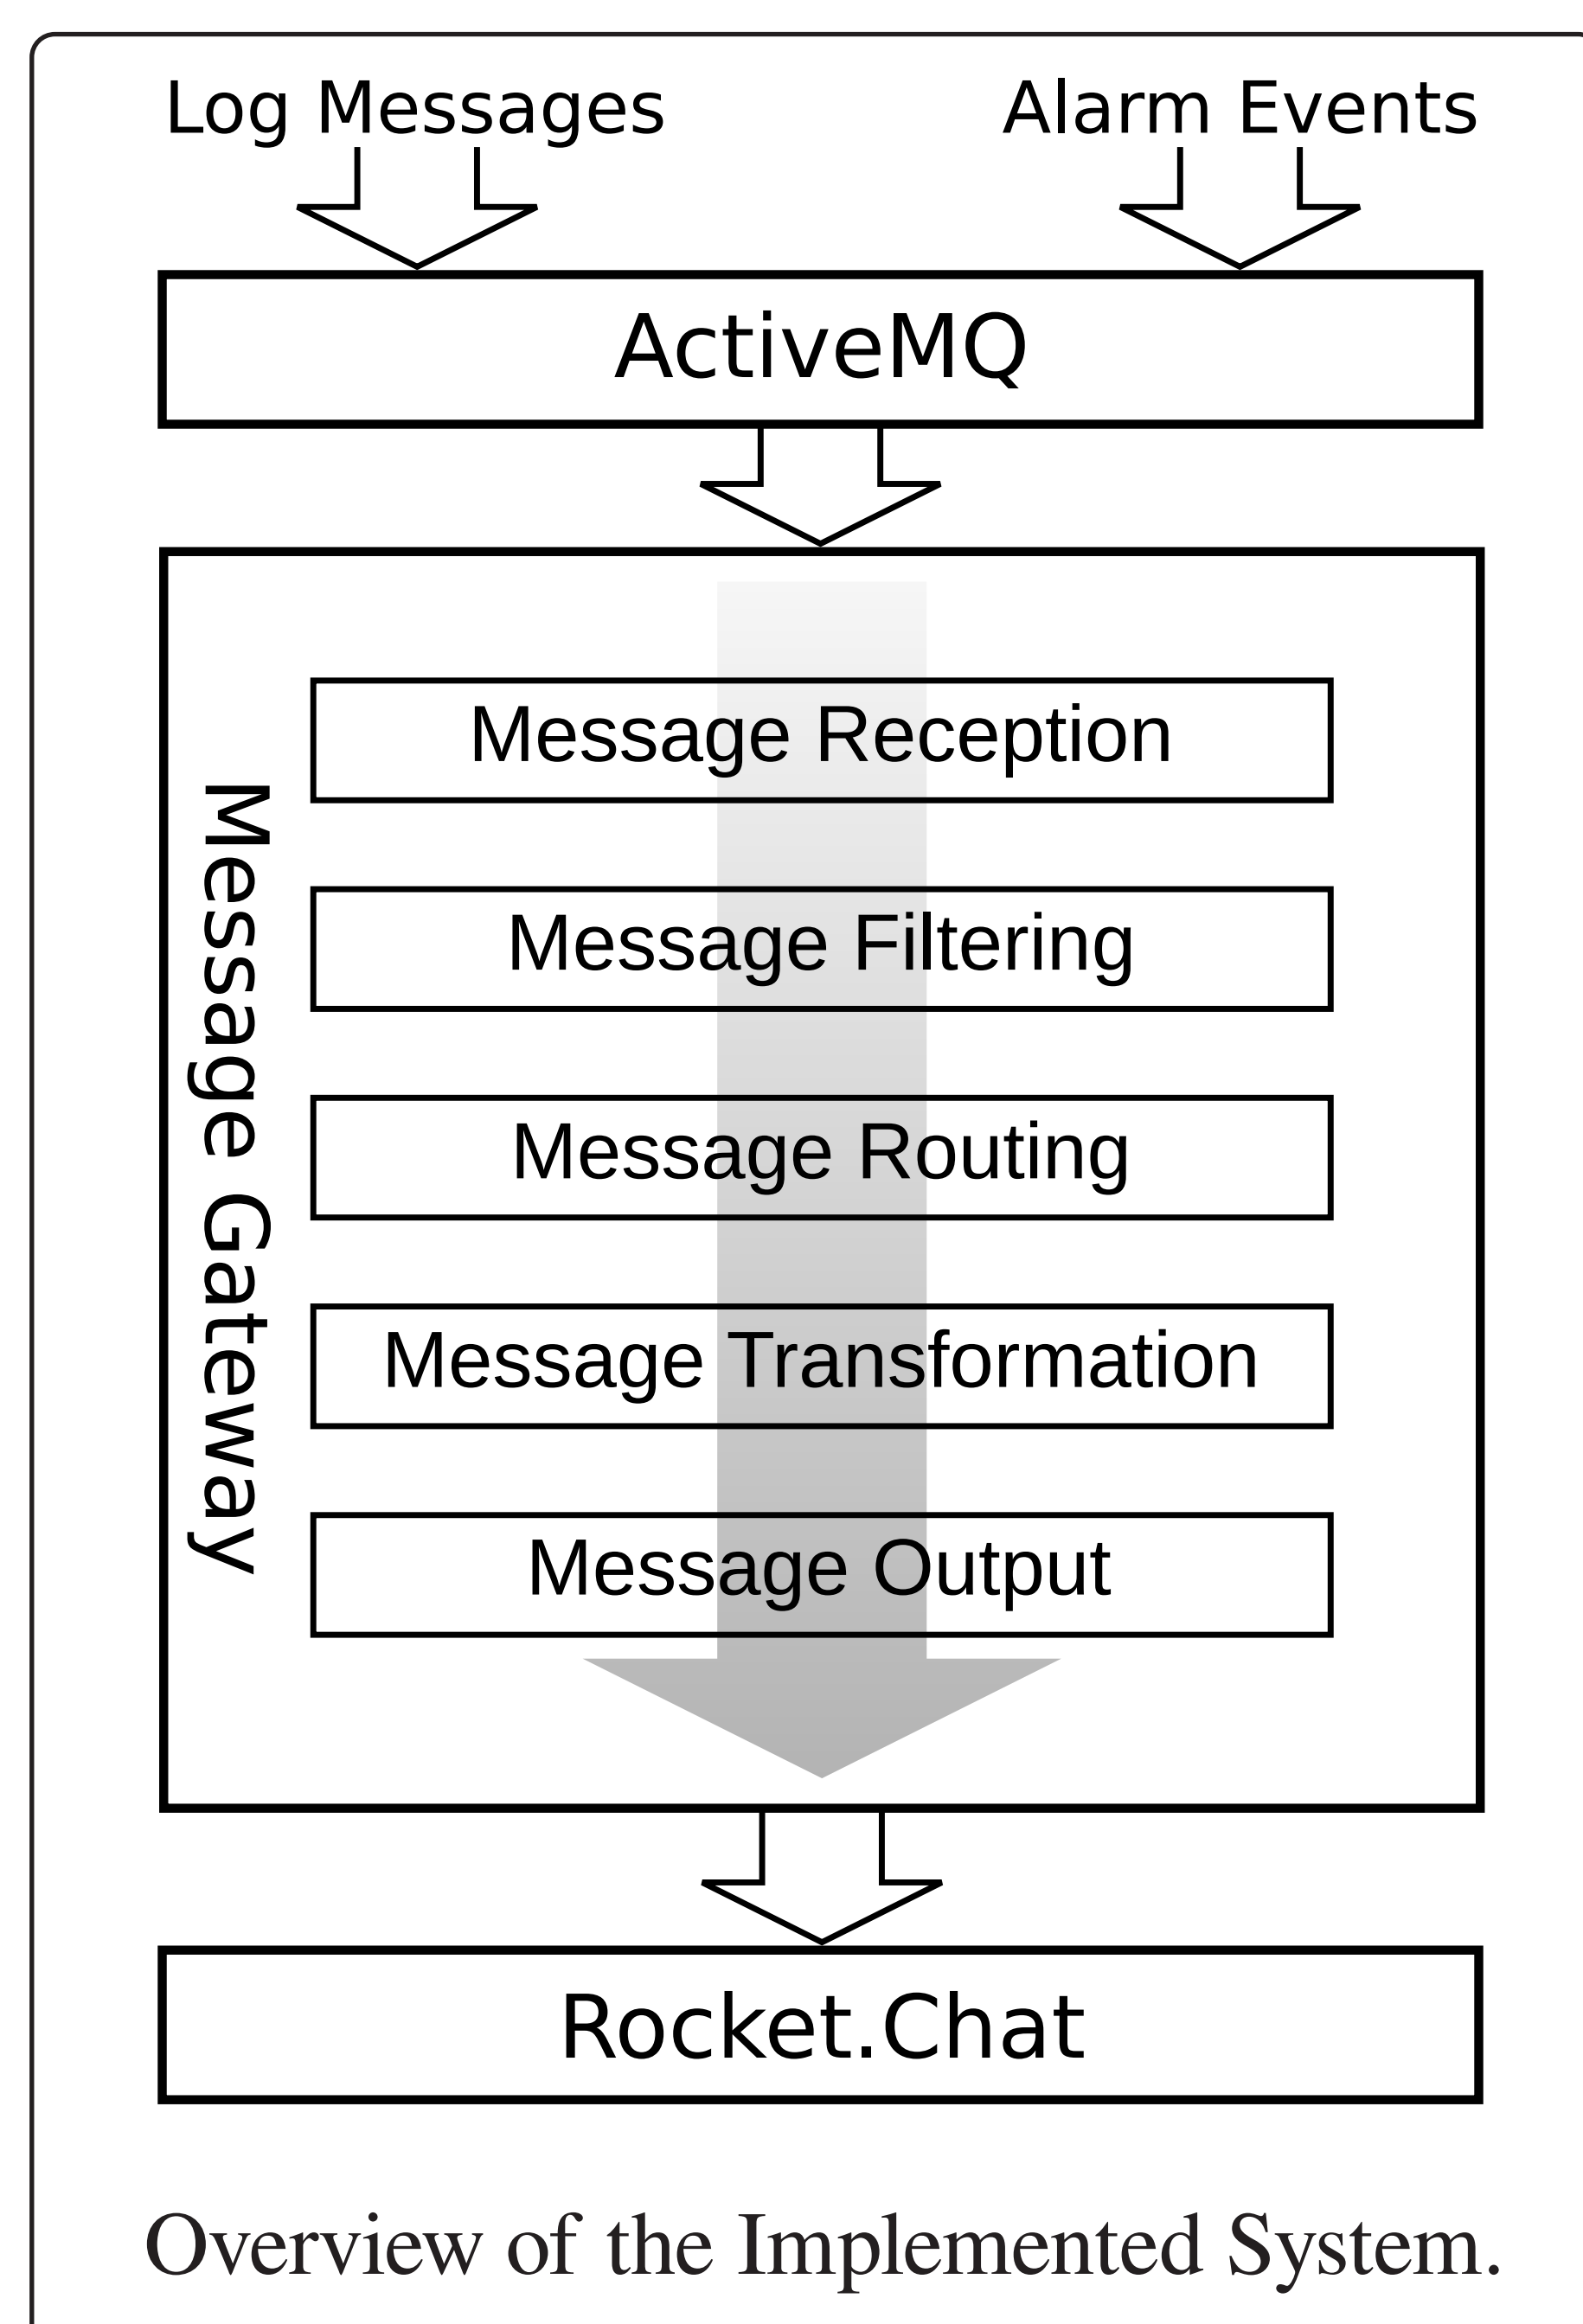 Log Messages
Alarm Events
ActiveMQ
Message Gateway
Message Reception
Message Filtering
Message Routing
Message Transformation
Message Output
Rocket.Chat
Overview of the Implemented System.